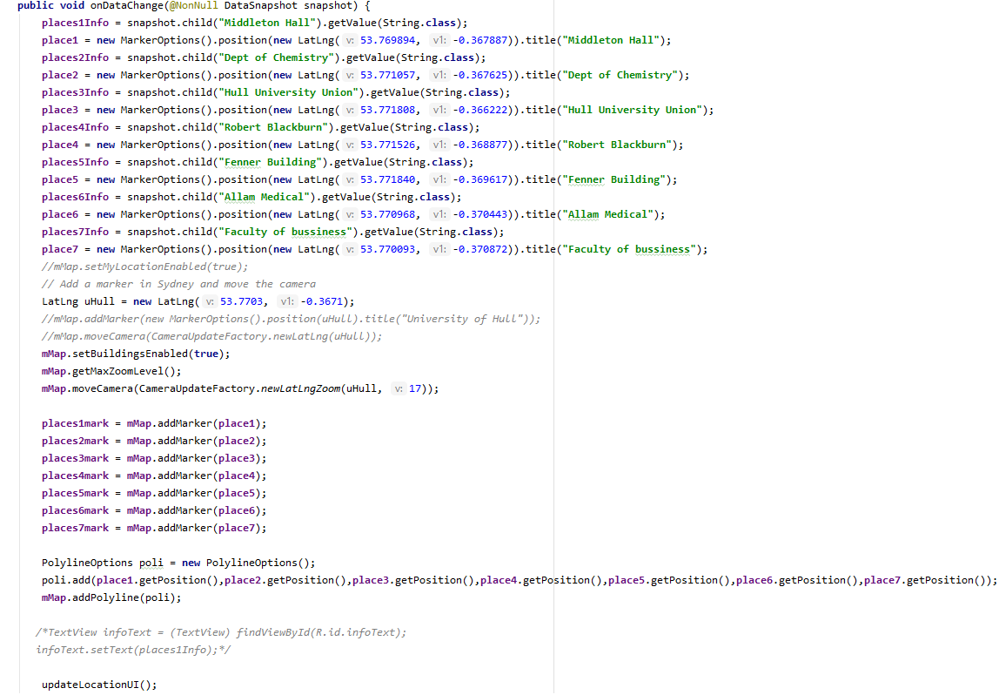 public void onDataChange(@NonNull DataSnapshot snapshot) {
places1Info = snapshot.child("Middleton Hall").getValue(String.class);
place1 = new MarkerOptions().position(new LatLng( v: 53.769894, v1: -0.367887)).title("Middleton Hall");
places2Info = snapshot.child("Dept of Chemistry").getValue(String.class);
place2 = new MarkerOptions().position(new LatLng( v: 53.771057, v1: -0.367625)).title("Dept of Chemistry");
places3Info = snapshot.child("Hull University Union").getValue(String.class);
place3 = new MarkerOptions().position(new LatLng( v: 53.771808, v1: -0.366222)).title("Hull University Union");
places4Info = snapshot.child("Robert Blackburn").getValue(String.class);
place4 = new MarkerOptions().position(new LatLng( v: 53.771526, v1: -0.368877)).title("Robert Blackburn");
places5Info = snapshot.child("Fenner Building").getValue(String.class);
place5 = new MarkerOptions().position(new LatLng( v: 53.771840, v1: -0.369617)).title("Fenner Building");
places6Info = snapshot.child("Allam Medical").getValue(String.class);
place6 = new MarkerOptions().position(new LatLng( v: 53.770968, v1: -0.370443)).title("Allam Medical");
places7Info = snapshot.child("Faculty of bussiness").getValue(String.class);
place7 = new MarkerOptions().position(new LatLng( v: 53.770093, v1: -0.370872)).title("Faculty of bussiness");
//mMap.setMyLocationEnabled(true);
// Add a marker in Sydney and move the camera
LatLng uHull = new LatLng( v: 53.7703, v1: -0.3671);
//mMap.addMarker(new MarkerOptions().position(uHull).title("University of Hull"));
//mMap.moveCamera(CameraUpdateFactory.newLatLng(uHull));
mMap.setBuildingsEnabled(true);
mMap.getMaxZoomLevel();
mMap.moveCamera(CameraUpdateFactory.newLatLngZoom(uHull, v: 17));
places1mark = mMap.addMarker(place1);
places2mark = mMap.addMarker(place2);
places3mark = mMap.addMarker(place3);
places4mark = mMap.addMarker(place4);
places5mark = mMap.addMarker(place5);
places6mark = mMap.addMarker(place6);
places7mark = mMap.addMarker(place7);
PolylineOptions poli = new PolylineOptions();
poli.add(place1.getPosition(),place2.getPosition(),place3.getPosition(),place4.getPosition(),place5.getPosition(),place6.getPosition(),place7.getPosition());
mMap.addPolyline(poli);
/*TextView infoText = (TextView) findViewById(R.id.infoText);
infoText.setText(places1Info);*/
updateLocationUI();